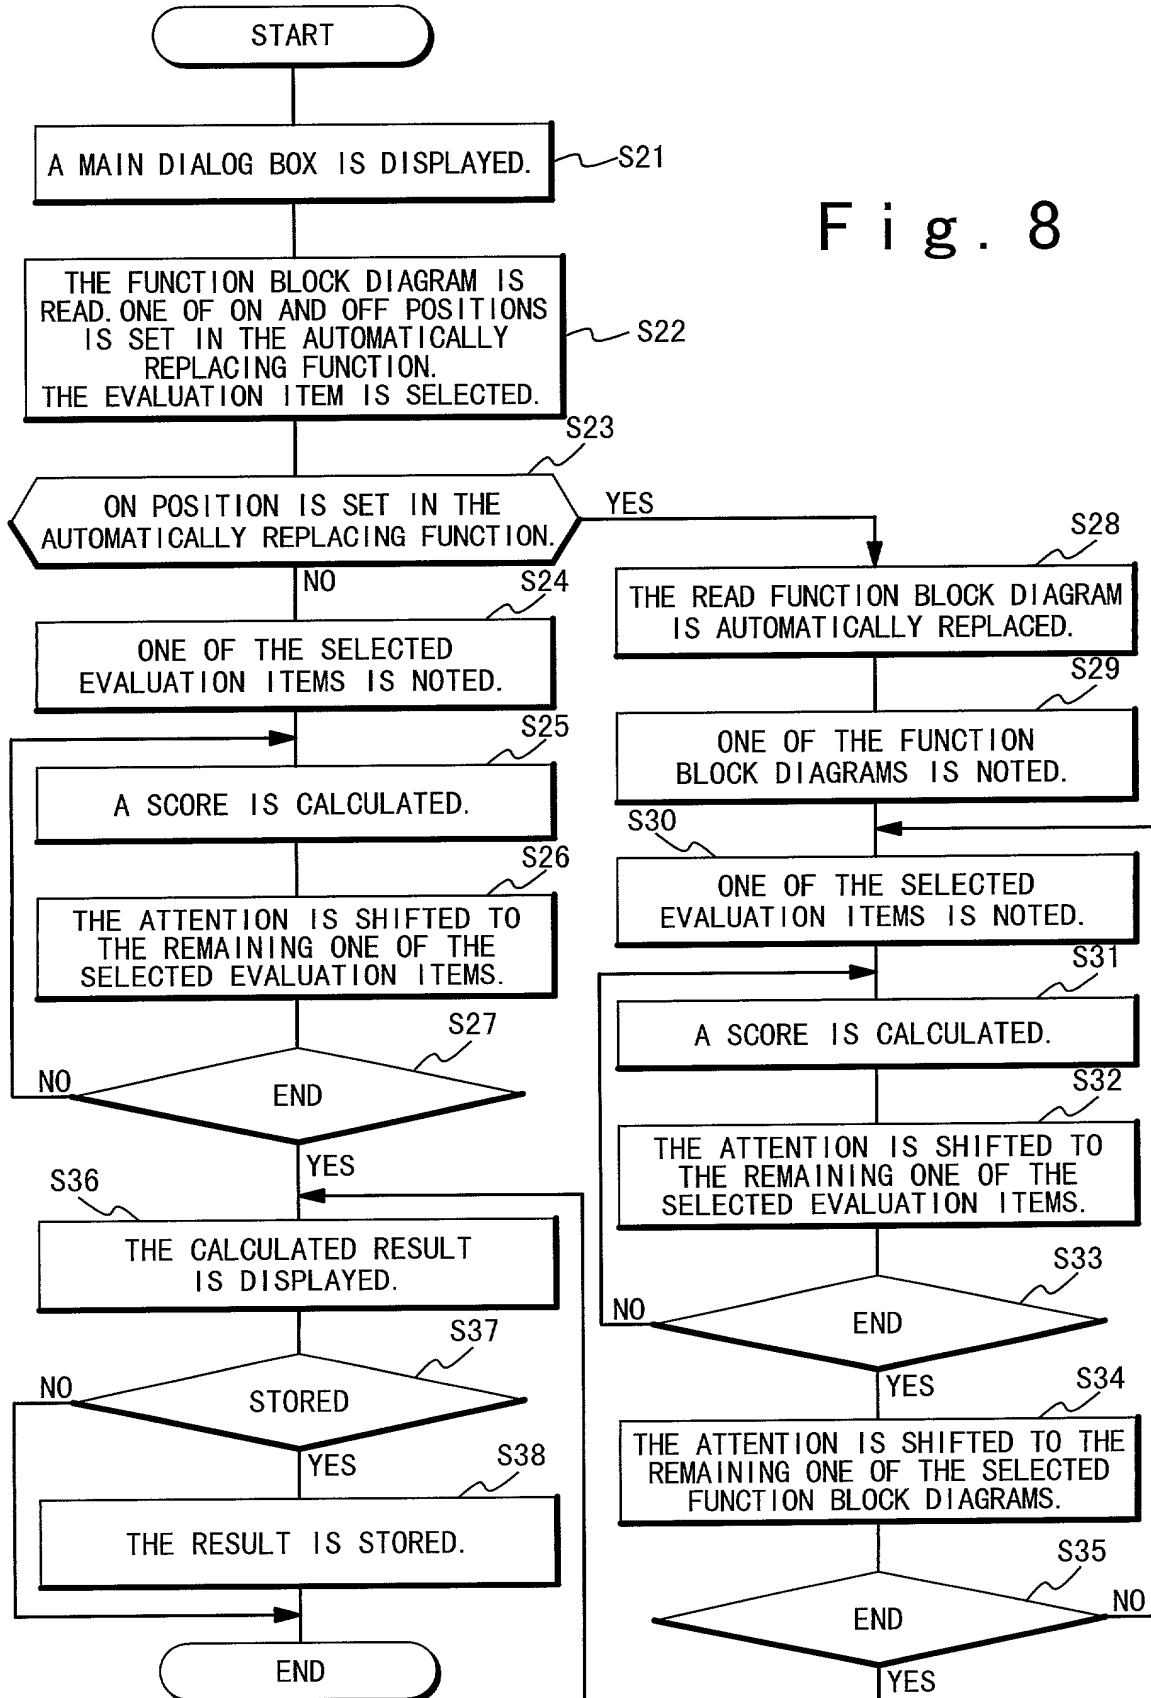 START
A MAIN DIALOG BOX IS DISPLAYED.
S21
Fig. 8
THE FUNCTION BLOCK DIAGRAM IS
READ. ONE OF ON AND OFF POSITIONS
IS SET IN THE AUTOMATICALLY
REPLACING FUNCTION.
THE EVALUATION ITEM IS SELECTED.
S22
S23
ON POSITION IS SET IN THE
AUTOMATICALLY REPLACING FUNCTION.
YES
NO
S24
ONE OF THE SELECTED
EVALUATION ITEMS IS NOTED.
S25
A SCORE IS CALCULATED.
S26
THE ATTENTION IS SHIFTED TO
THE REMAINING ONE OF THE
SELECTED EVALUATION ITEMS.
S27
NO
END
YES
S28
THE READ FUNCTION BLOCK DIAGRAM
IS AUTOMATICALLY REPLACED.
S29
ONE OF THE FUNCTION
BLOCK DIAGRAMS IS NOTED.
S30
ONE OF THE SELECTED
EVALUATION ITEMS IS NOTED.
S31
A SCORE IS CALCULATED.
S32
THE ATTENTION IS SHIFTED TO
THE REMAINING ONE OF THE
SELECTED EVALUATION ITEMS.
S33
NO
END
YES
S34
THE ATTENTION IS SHIFTED TO THE
REMAINING ONE OF THE SELECTED
FUNCTION BLOCK DIAGRAMS.
S35
END
NO
YES
S36
THE CALCULATED RESULT
IS DISPLAYED.
S37
NO
STORED
YES
S38
THE RESULT IS STORED.
END